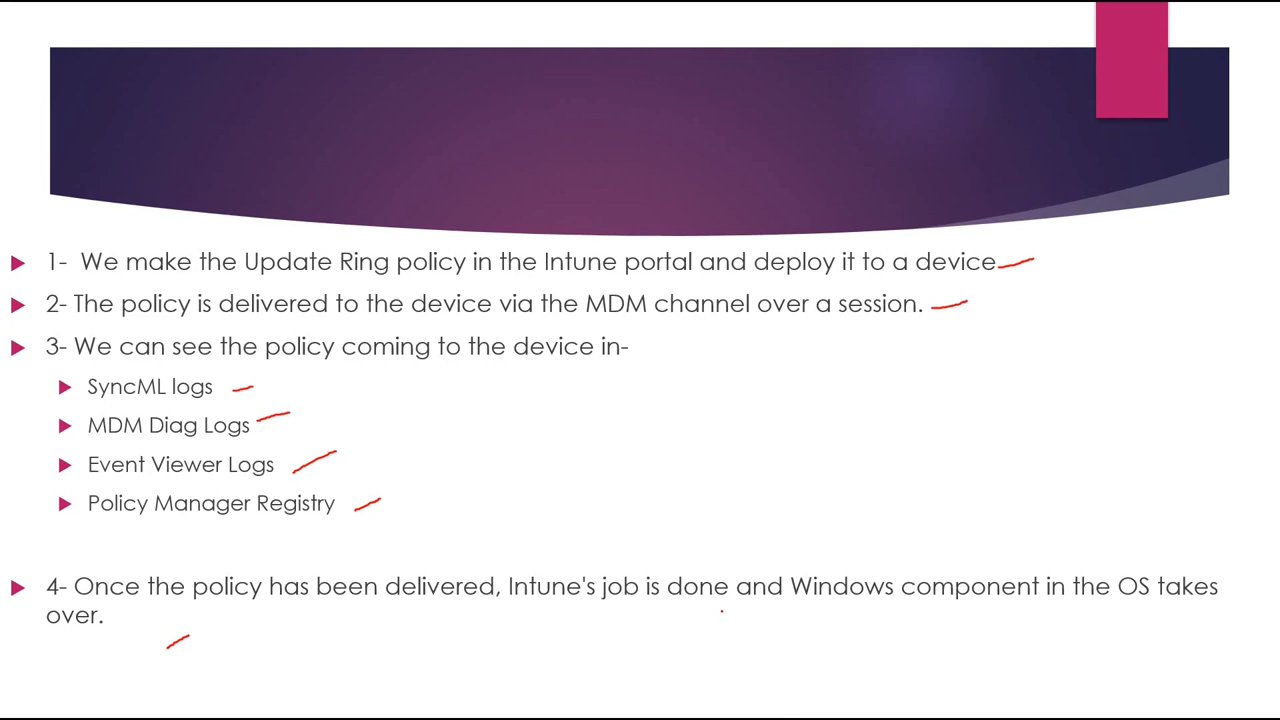 1- We make the Update Ring policy in the Intune portal and deploy it to a device
2- The policy is delivered to the device via the MDM channel over a session.
3- We can see the policy coming to the device in-
SyncML logs
MDM Diag Logs
Event Viewer Logs
Policy Manager Registry
4- Once the policy has been delivered, Intune's job is done and Windows component in the OS takes
over.